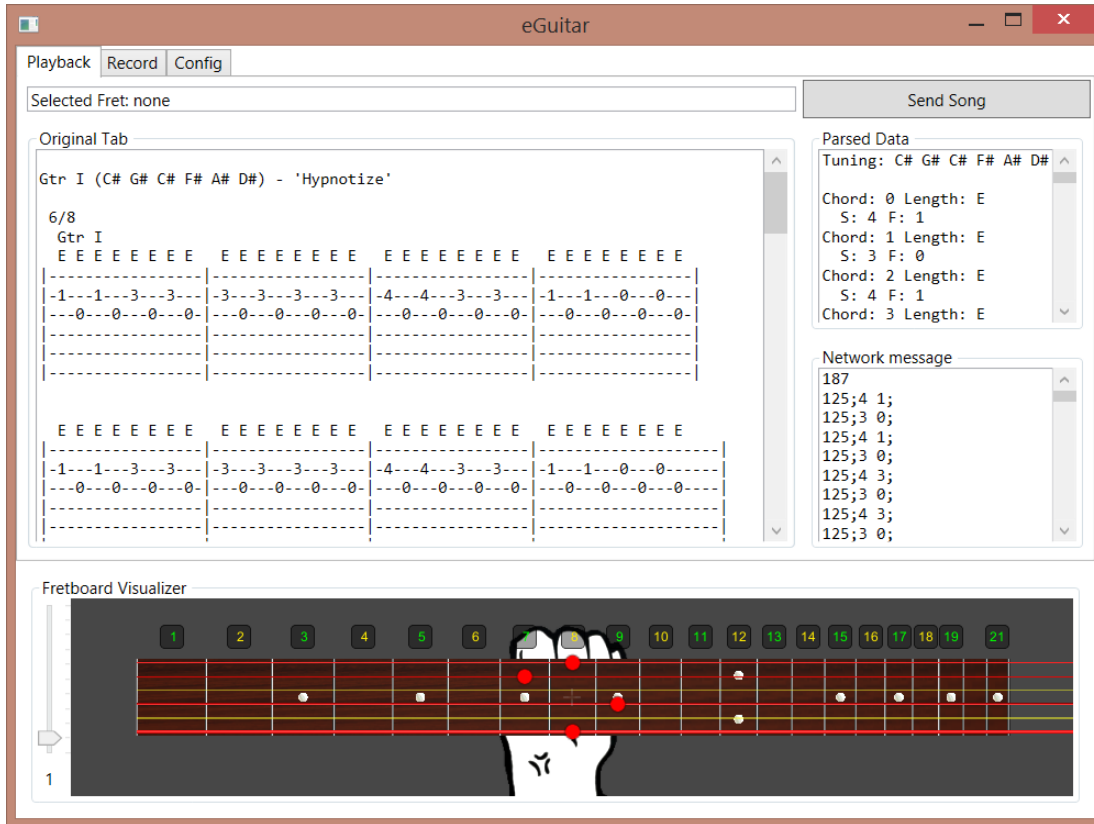 eGuitar
Playback Record Config
Selected Fret: none
Send Song
Original Tab
Gtr I (C# G# C# F# A# D#) - 'Hypnotize'
6/8
Gtr I
E E E E E E E E   E E E E E E E E   E E E E E E E E   E E E E E E E E
|-----------------|-----------------|-----------------|-----------------|
|-1---1---3---3---|-3---3---3---3---|-4---4---3---3---|-1---1---0---0---|
|---0---0---0---0-|---0---0---0---0-|---0---0---0---0-|---0---0---0---0-|
|-----------------|-----------------|-----------------|-----------------|
|-----------------|-----------------|-----------------|-----------------|
|-----------------|-----------------|-----------------|-----------------|
E E E E E E E E   E E E E E E E E   E E E E E E E E   E E E E E E E E
|-----------------|-----------------|-----------------|--------------------|
|-1---1---3---3---|-3---3---3---3---|-4---4---3---3---|-1---1---0---0------|
|---0---0---0---0-|---0---0---0---0-|---0---0---0---0-|---0---0---0---0----|
|-----------------|-----------------|-----------------|--------------------|
|-----------------|-----------------|-----------------|--------------------|
Parsed Data
Tuning: C# G# C# F# A# D#
Chord: 0 Length: E
S: 4 F: 1
Chord: 1 Length: E
S: 3 F: 0
Chord: 2 Length: E
S: 4 F: 1
Chord: 3 Length: E
Network message
187
125;4 1;
125;3 0;
125;4 1;
125;3 0;
125;4 3;
125;3 0;
125;4 3;
125;3 0;
Fretboard Visualizer
1 2 3 4 5 6 7 8 9 10 11 12 13 14 15 16 17 18 19 21
1